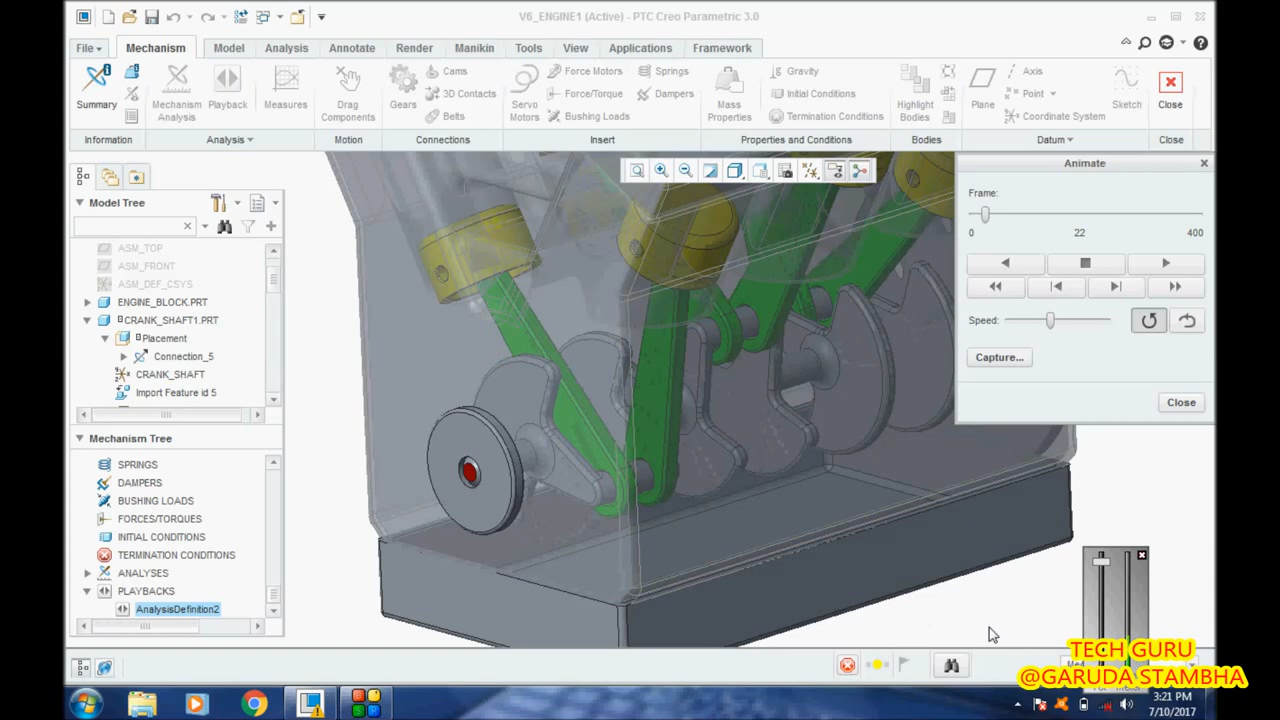 V6_ENGINE1 (Active) - PTC Creo Parametric 3.0
File Mechanism Model Analysis Annotate Render Manikin Tools View Applications Framework
Summary
Mechanism Analysis
Playback
Measures
Drag Components
Gears
Cams
3D Contacts
Belts
Servo Motors
Force Motors
Force/Torque
Bushing Loads
Springs
Dampers
Mass Properties
Gravity
Initial Conditions
Termination Conditions
Highlight Bodies
Plane
Axis
Point
Coordinate System
Sketch
Close
Information Analysis Motion Connections Insert Properties and Conditions Bodies Datum Close
Model Tree
ASM_TOP
ASM_FRONT
ASM_DEF_CSYS
ENGINE_BLOCK.PRT
CRANK_SHAFT1.PRT
Placement
Connection_5
CRANK_SHAFT
Import Feature id 5
Mechanism Tree
SPRINGS
DAMPERS
BUSHING LOADS
FORCES/TORQUES
INITIAL CONDITIONS
TERMINATION CONDITIONS
ANALYSES
PLAYBACKS
AnalysisDefinition2
Animate
Frame:
0 22 400
Speed:
Capture...
Close
TECH GURU
@GARUDA STAMBHA
3:21 PM
7/10/2017